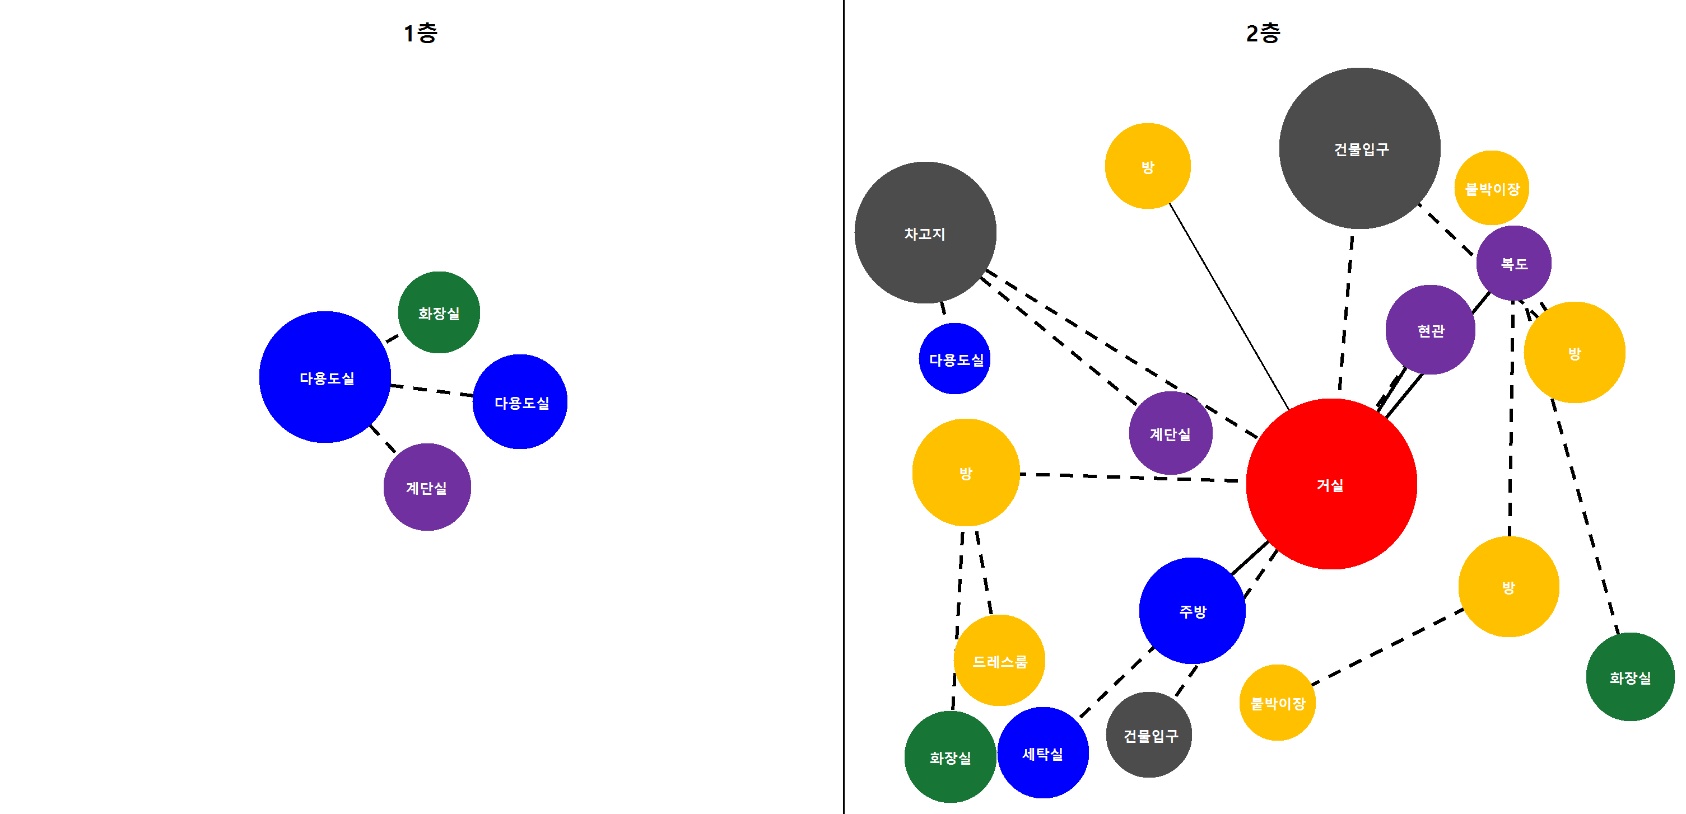 1층
화장실
다용도실
다용도실
계단실
2층
건물입구
방
붙박이장
차고지
복도
현관
방
다용도실
계단실
방
거실
방
주방
드레스룸
화장실
붙박이장
건물입구
세탁실
화장실